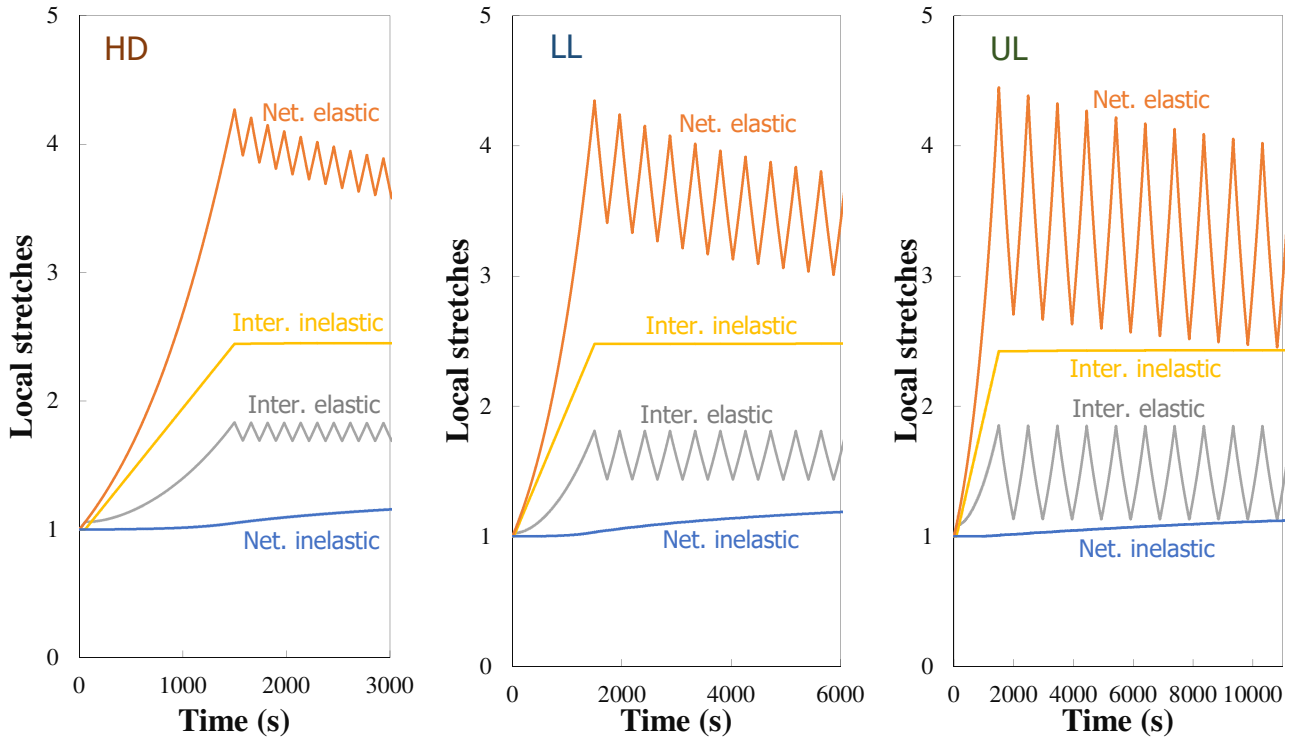 HD
Local stretches
5
4
3
2
1
0
Net. elastic
Inter. inelastic
Inter. elastic
Net. inelastic
0 1000 2000 3000
Time (s)
LL
Local stretches
5
4
3
2
1
0
Net. elastic
Inter. inelastic
Inter. elastic
Net. inelastic
0 2000 4000 6000
Time (s)
UL
Local stretches
5
4
3
2
1
0
Net. elastic
Inter. inelastic
Inter. elastic
Net. inelastic
0 2000 4000 6000 8000 10000
Time (s)